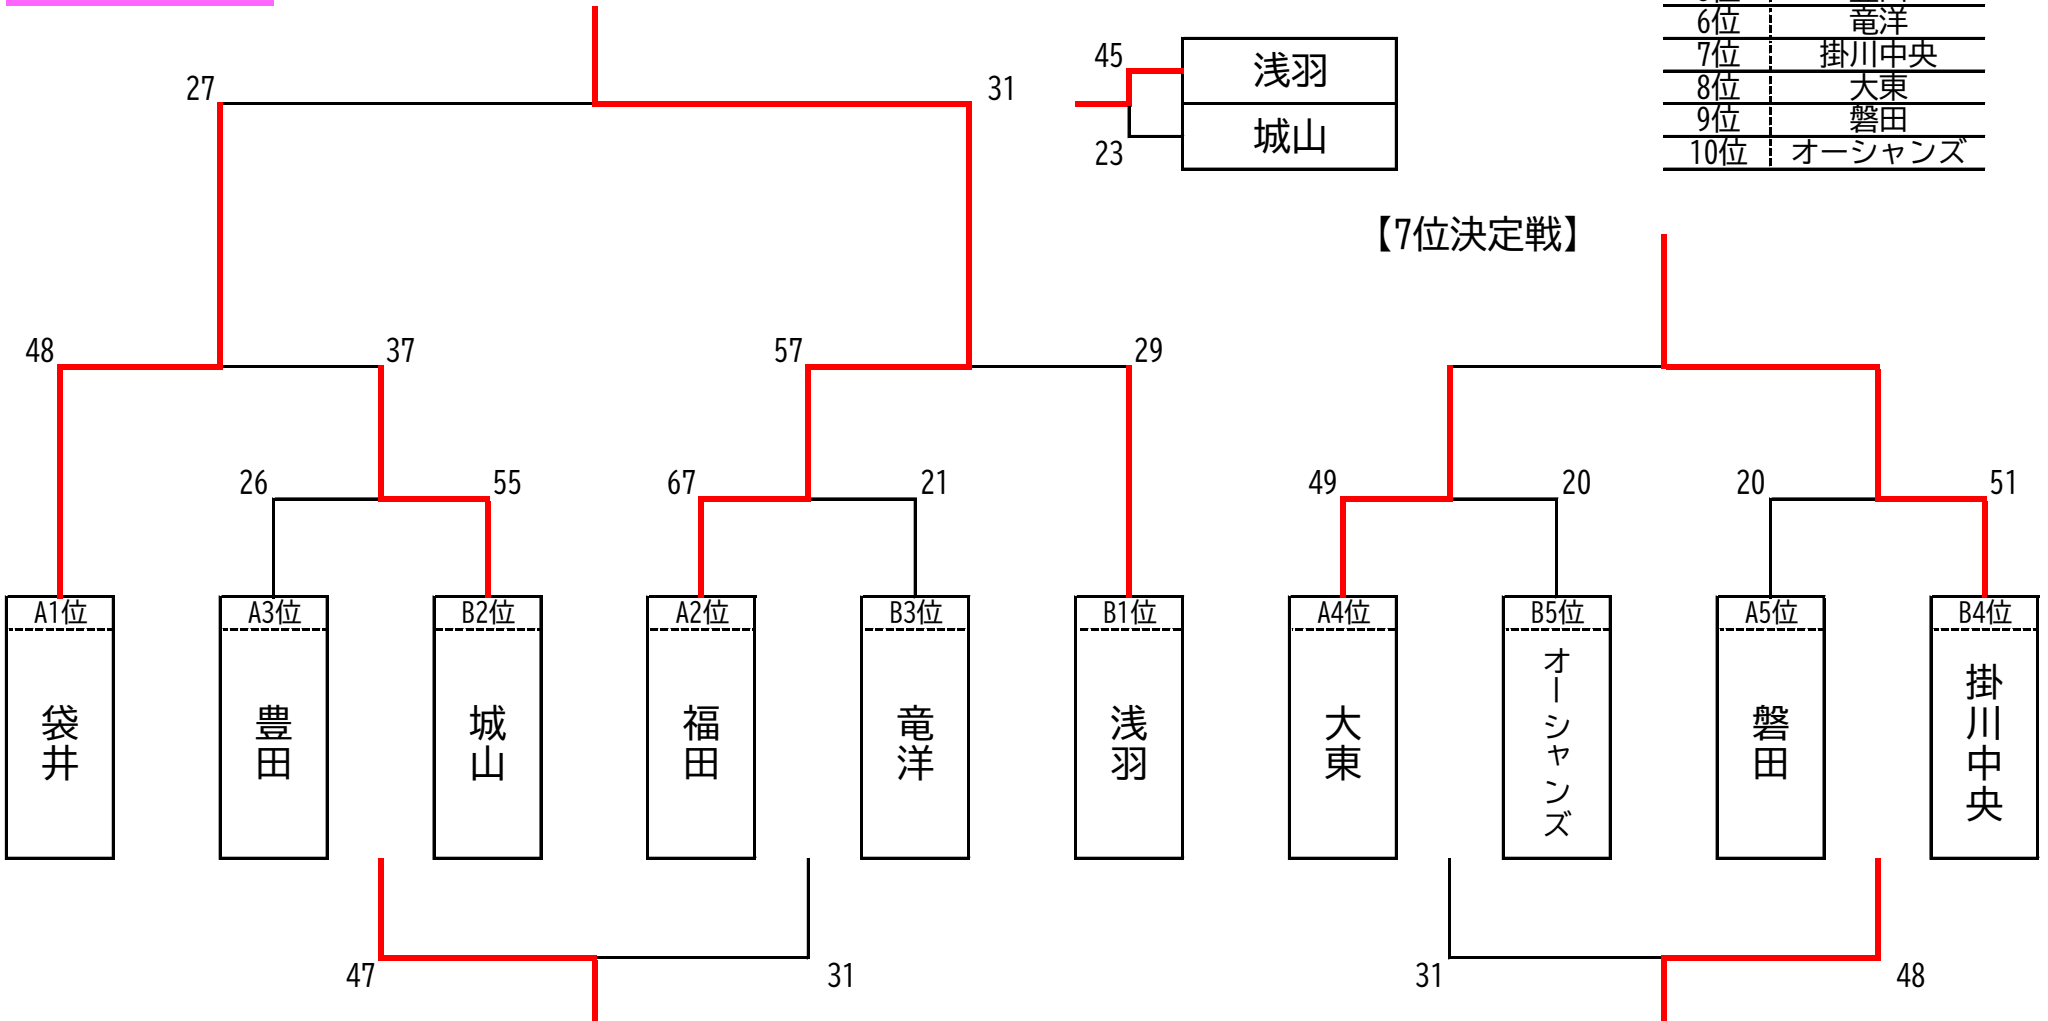 6位 竜洋
45
浅羽
7位 掛川中央
27
31
8位 大東
城山
9位 磐田
23
10位 オーシャンズ
【7位決定戦】
48
37
57
29
26
55
67
21
49
20
20
51
A1位
A3位
B2位
A2位
B3位
B1位
A4位
B5位
A5位
B4位
袋井
豊田
城山
福田
竜洋
浅羽
大東
オーシャンズ
磐田
掛川中央
47
31
31
48